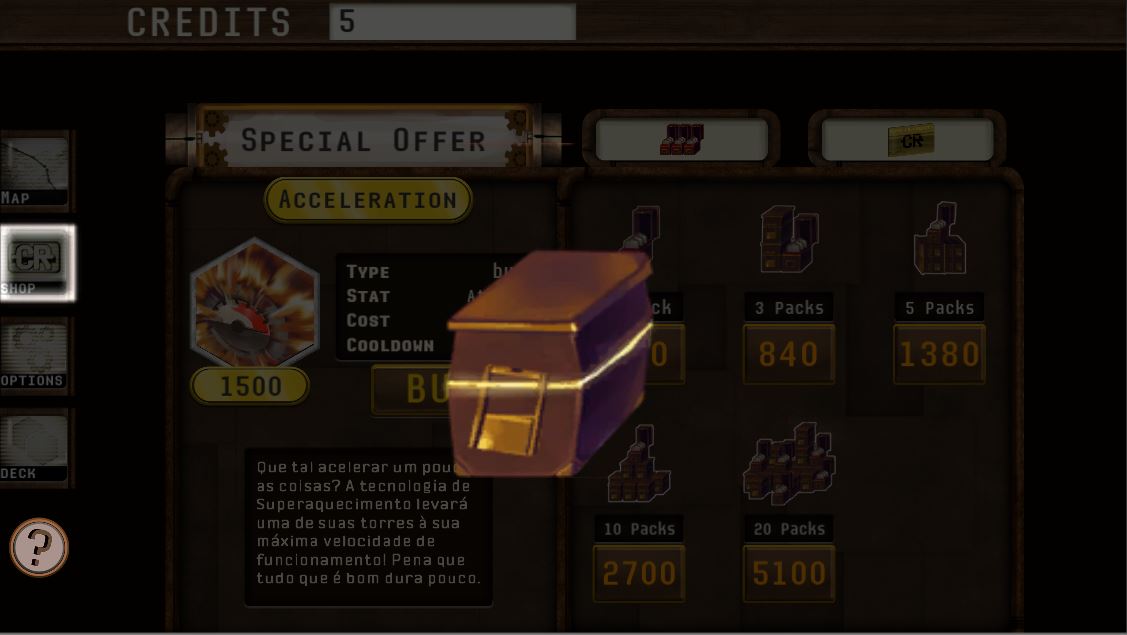 CREDITS 5
SPECIAL OFFER
CR
ACCELERATION
MAP
CR
SHOP
TYPE
STAT
COST
COOLDOWN
1500
3 Packs
5 Packs
840
1380
OPTIONS
DECK
Que tal acelerar um
as coisas? A tecnologia de
Superaquecimento levará
uma de suas torres à sua
máxima velocidade de
funcionamento! Pena que
tudo que é bom dura pouco.
10 Packs
20 Packs
2700
5100
?